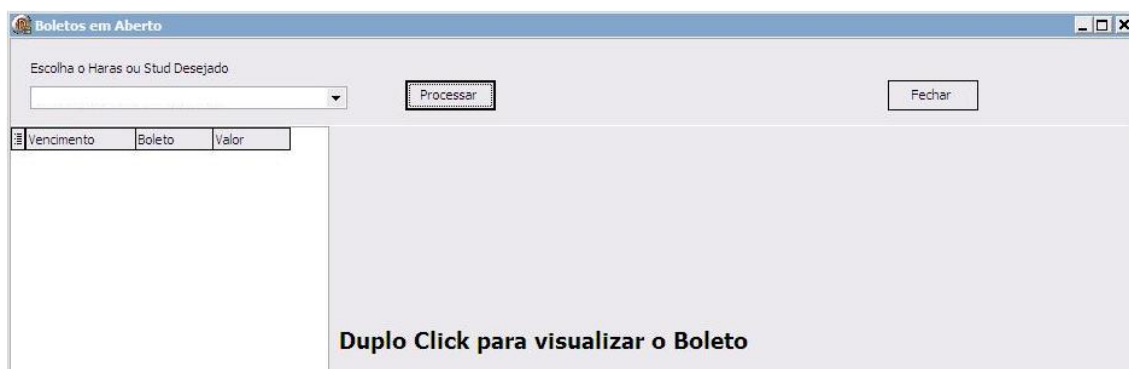 Boletos em Aberto
Escolha o Haras ou Stud Desejado
Processar
Fechar
Vencimento Boleto Valor
Duplo Click para visualizar o Boleto